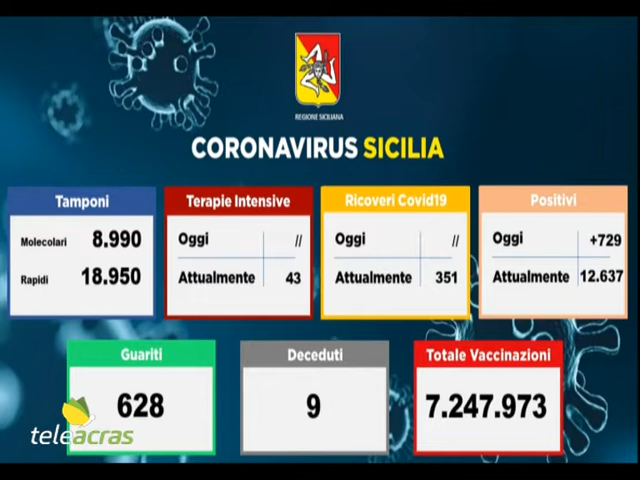 REGIONE SICILIANA
CORONAVIRUS SICILIA
Tamponi
Molecolari 8.990
Rapidi 18.950
Terapie Intensive
Oggi //
Attualmente 43
Ricoveri Covid19
Oggi //
Attualmente 351
Positivi
Oggi +729
Attualmente 12.637
Guariti
628
Deceduti
9
Totale Vaccinazioni
7.247.973
teleacras